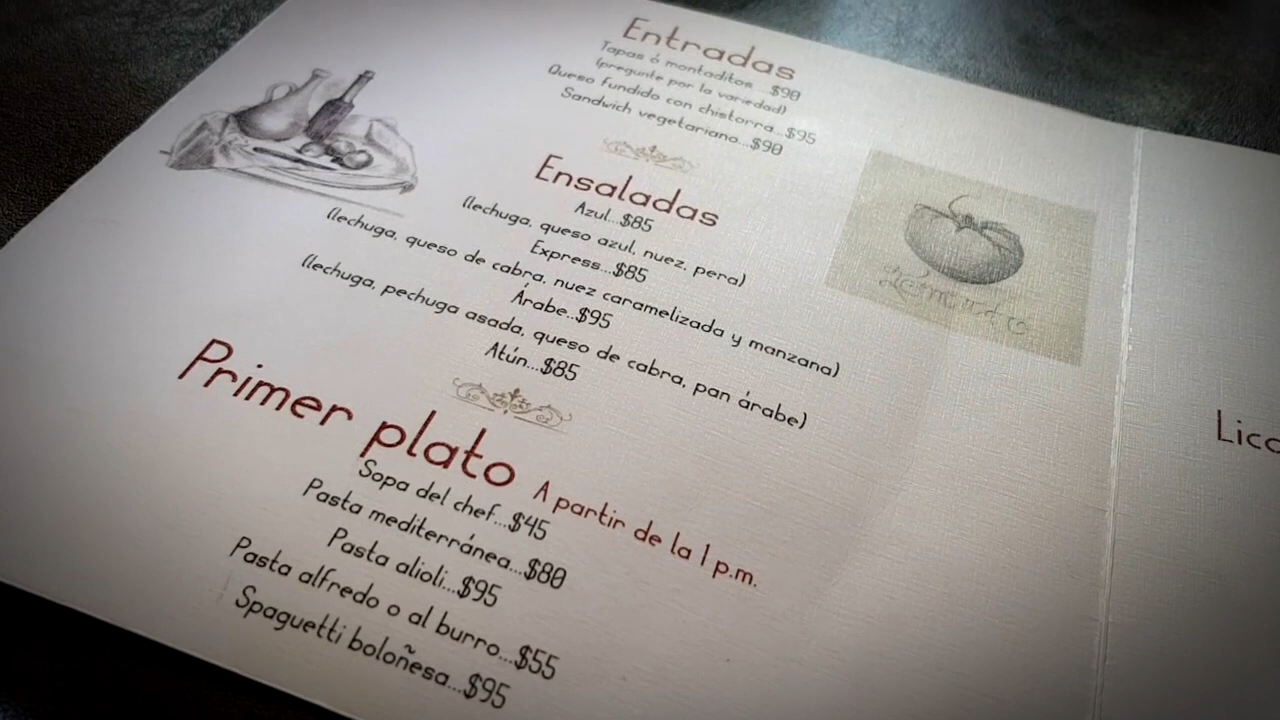 Entradas
Tapas ó montaditos...$90
(pregunte por la variedad)
Queso fundido con chistorra...$95
Sandwich vegetariano...$90
Ensaladas
Azul...$85
(lechuga, queso azul, nuez, pera)
Express...$85
(lechuga, queso de cabra, nuez caramelizada y manzana)
Árabe..$95
(lechuga, pechuga asada, queso de cabra, pan árabe)
Atún...$85
Primer plato A partir de la 1 p.m.
Sopa del chef...$45
Pasta mediterránea...$80
Pasta alioli...$95
Pasta alfredo o al burro...$55
Spaguetti boloñesa...$95
Lico